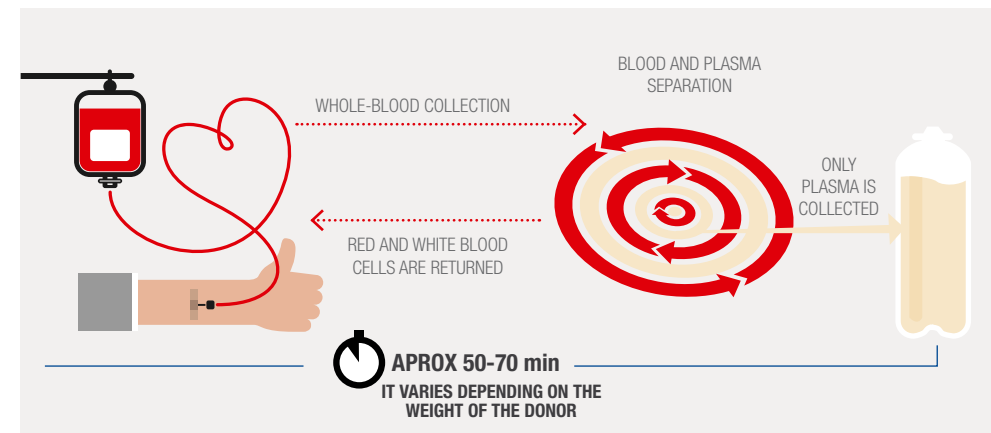 BLOOD AND PLASMA
SEPARATION
WHOLE-BLOOD COLLECTION
ONLY
PLASMA IS
COLLECTED
RED AND WHITE BLOOD
CELLS ARE RETURNED
APROX 50-70 min
IT VARIES DEPENDING ON THE
WEIGHT OF THE DONOR